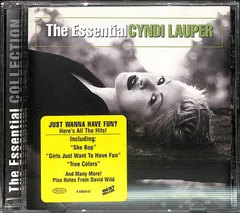 The Essential CYNDI LAUPER
The Essential COLLECTION
JUST WANNA HAVE FUN?
Here's All The Hits!
Including:
"She Bop"
"Girls Just Want To Have Fun"
"True Colors"
And Many More!
Plus Notes From David Wild